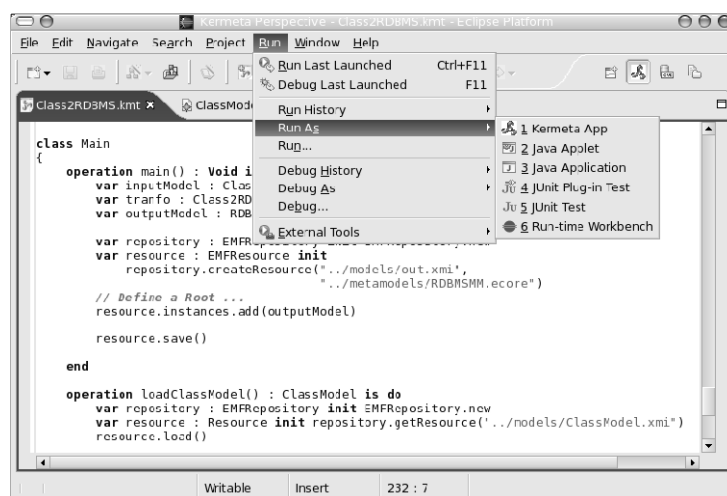 Kermeta Perspective - Class2RDBMS.kmt - Eclipse Platform
File Edit Navigate Search Project Run Window Help
Run Last Launched Ctrl+F11
Debug Last Launched F11
Run History
Run As
Run...
Debug History
Debug As
Debug...
External Tools
1 Kermeta App
2 Java Applet
3 Java Application
4 JUnit Plug-in Test
5 JUnit Test
6 Run-time Workbench
Class2RDBMS.kmt ClassMode
class Main
{
operation main() : Void i
var inputModel : Clas
var tranfo : Class2RD
var outputModel : RDB
var repository :
var resource : EMFResource init
repository.createResource("../models/out.xmi",
"../metamodels/RDBMSMM.ecore")
// Define a Root ...
resource.instances.add(outputModel)
resource.save()
end
operation loadClassModel() : ClassModel is do
var repository : EMFRepository init EMFRepository.new
var resource : Resource init repository.getResource("../models/ClassModel.xmi")
resource.load()
Writable Insert 232 : 7